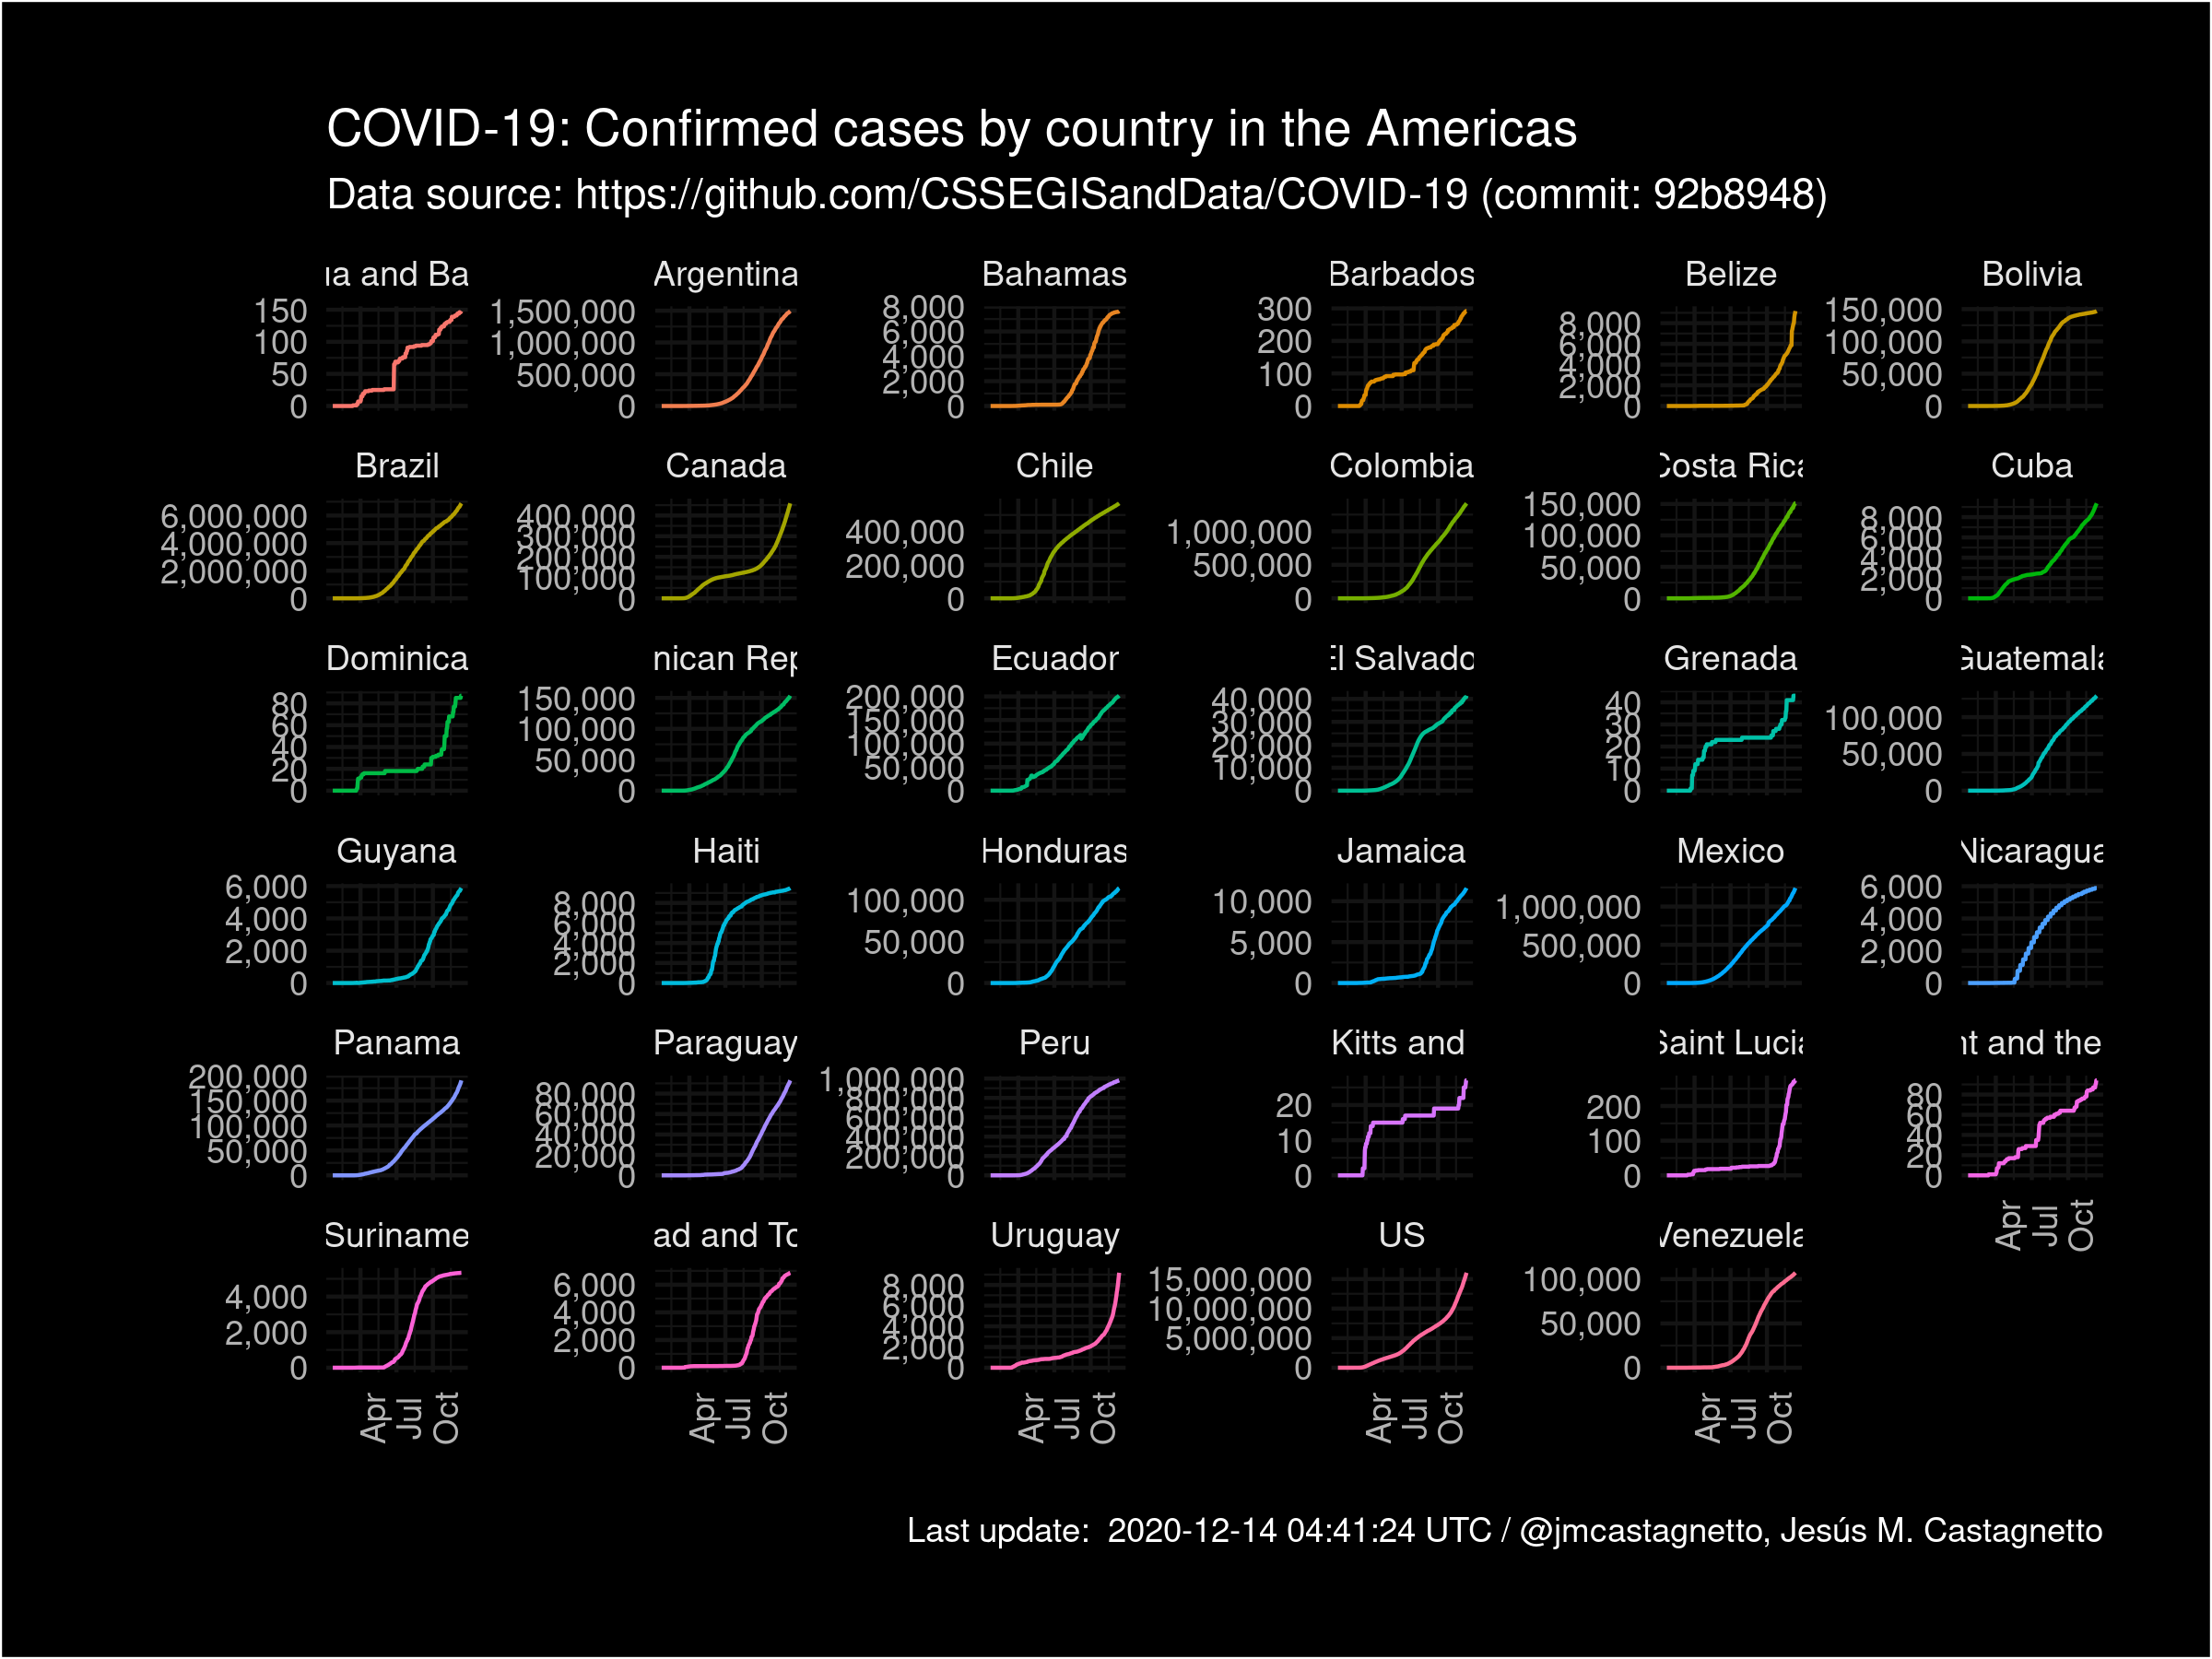 COVID-19: Confirmed cases by country in the Americas
Data source: https://github.com/CSSEGISandData/COVID-19 (commit: 92b8948)
and Ba
150
100
50
0
Argentina
1,500,000
1,000,000
500,000
0
Bahamas
8,000
6,000
4,000
2,000
0
Barbados
300
200
100
0
Belize
8,000
6,000
4,000
2,000
0
Bolivia
150,000
100,000
50,000
0
Brazil
6,000,000
4,000,000
2,000,000
0
Canada
400,000
300,000
200,000
100,000
0
Chile
400,000
200,000
0
Colombia
1,000,000
500,000
0
Costa Rica
150,000
100,000
50,000
0
Cuba
8,000
6,000
4,000
2,000
0
Dominica
80
60
40
20
0
nican Rep
150,000
100,000
50,000
0
Ecuador
200,000
150,000
100,000
50,000
0
El Salvado
40,000
30,000
20,000
10,000
0
Grenada
40
30
20
10
0
Guatemala
100,000
50,000
0
Guyana
6,000
4,000
2,000
0
Haiti
8,000
6,000
4,000
2,000
0
Honduras
100,000
50,000
0
Jamaica
10,000
5,000
0
Mexico
1,000,000
500,000
0
Nicaragua
6,000
4,000
2,000
0
Panama
200,000
150,000
100,000
50,000
0
Paraguay
80,000
60,000
40,000
20,000
0
Peru
1,000,000
800,000
600,000
400,000
200,000
0
Kitts and
20
10
0
Saint Lucia
200
100
0
nt and the
80
60
40
20
0
Apr
Jul
Oct
Suriname
4,000
2,000
0
Apr
Jul
Oct
ad and To
6,000
4,000
2,000
0
Apr
Jul
Oct
Uruguay
8,000
6,000
4,000
2,000
0
Apr
Jul
Oct
US
15,000,000
10,000,000
5,000,000
0
Apr
Jul
Oct
Venezuela
100,000
50,000
0
Apr
Jul
Oct
Last update:  2020-12-14 04:41:24 UTC / @jmcastagnetto, Jesús M. Castagnetto